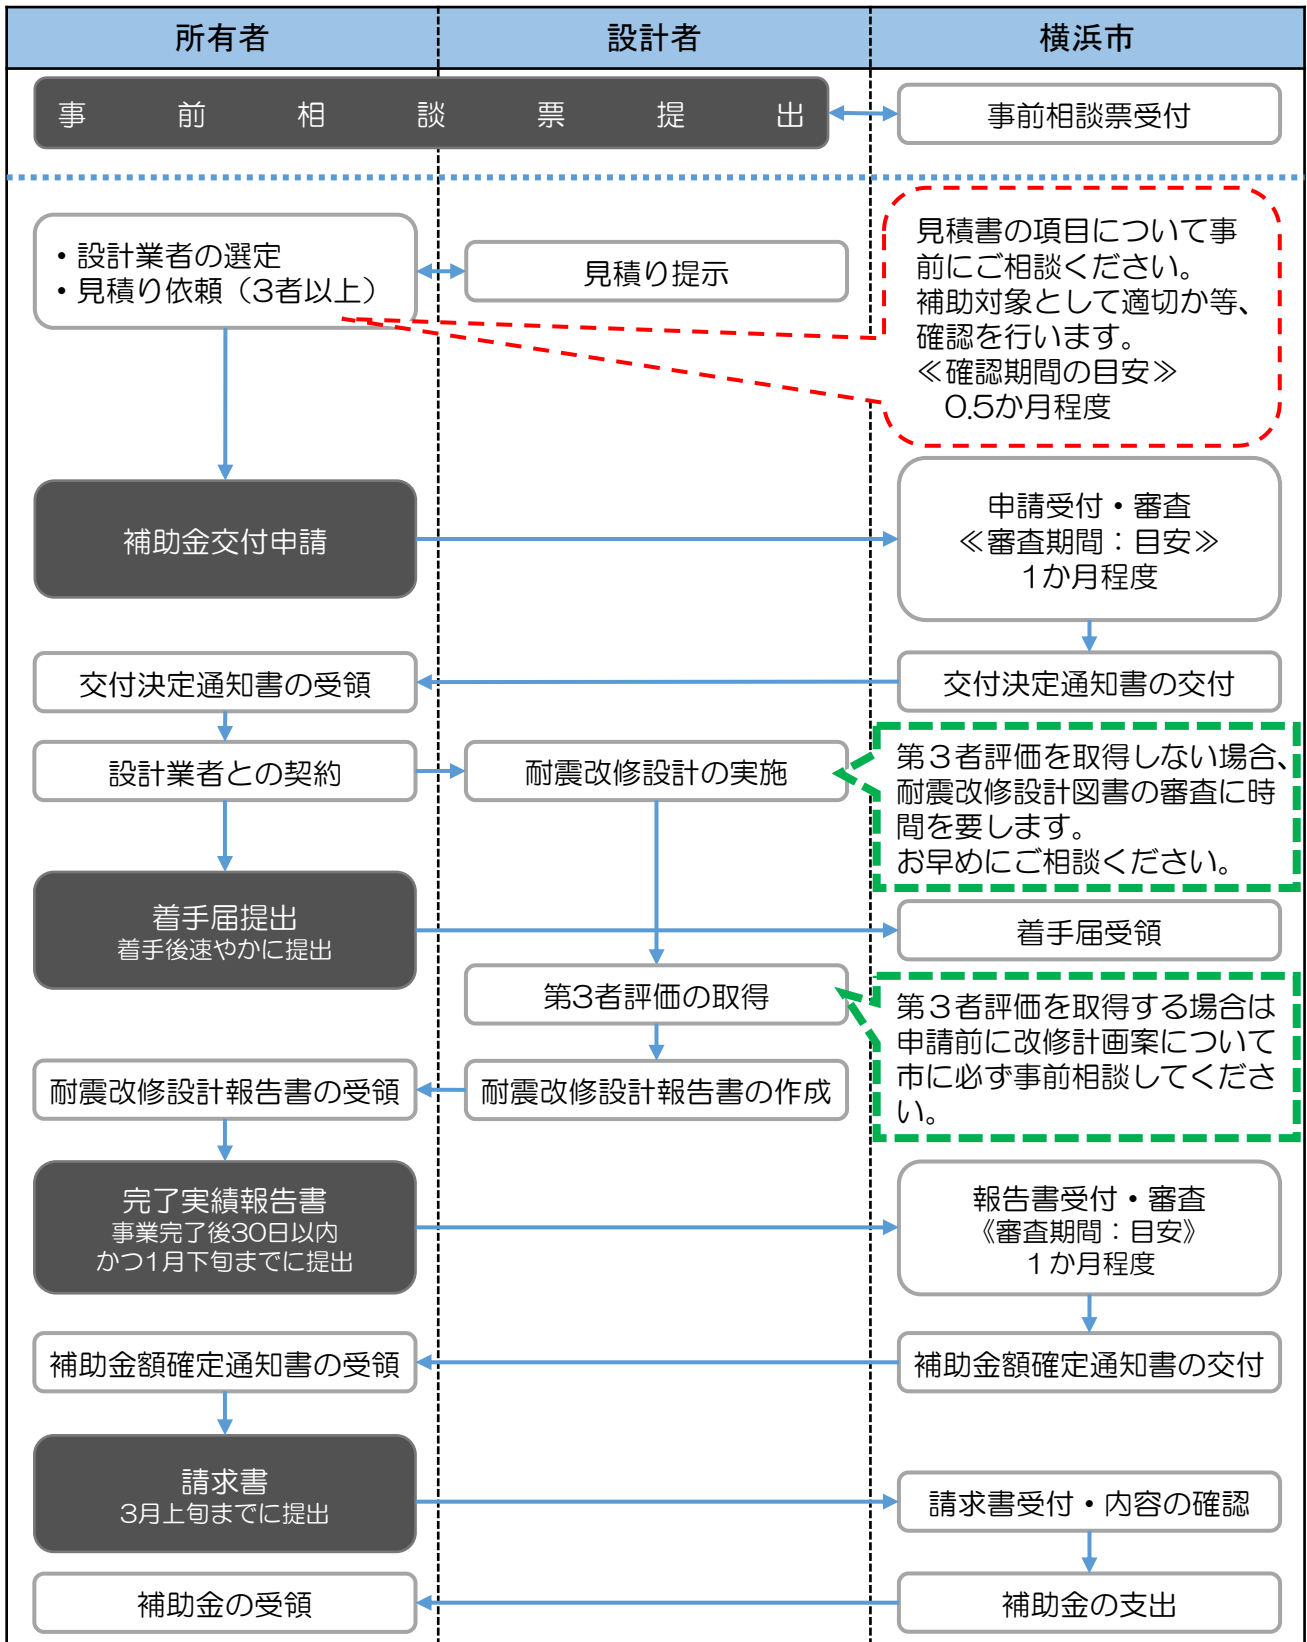 所有者
設計者
横浜市
事前相談票提出
事前相談票受付
・設計業者の選定
・見積り依頼（3者以上）
見積り提示
見積書の項目について事
前にご相談ください。
補助対象として適切か等、
確認を行います。
≪確認期間の目安≫
0.5か月程度
補助金交付申請
申請受付・審査
≪審査期間：目安≫
1か月程度
交付決定通知書の受領
交付決定通知書の交付
設計業者との契約
耐震改修設計の実施
第３者評価を取得しない場合、
耐震改修設計図書の審査に時
間を要します。
お早めにご相談ください。
着手届提出
着手後速やかに提出
着手届受領
第3者評価の取得
第３者評価を取得する場合は
申請前に改修計画案について
市に必ず事前相談してくださ
い。
耐震改修設計報告書の受領
耐震改修設計報告書の作成
完了実績報告書
事業完了後30日以内
かつ1月下旬までに提出
報告書受付・審査
《審査期間：目安》
１か月程度
補助金額確定通知書の受領
補助金額確定通知書の交付
請求書
3月上旬までに提出
請求書受付・内容の確認
補助金の受領
補助金の支出